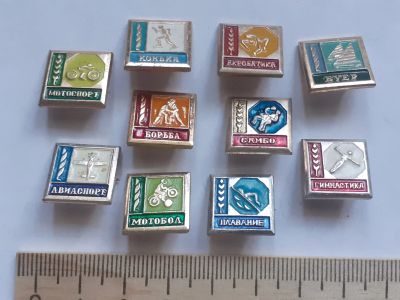 МОТОСПОРТ
КОНЬКИ
АКРОБАТИКА
БУЕР
БОРЬБА
САМБО
АВИАСПОРТ
МОТОБОЛ
ПЛАВАНИЕ
ГИМНАСТИКА